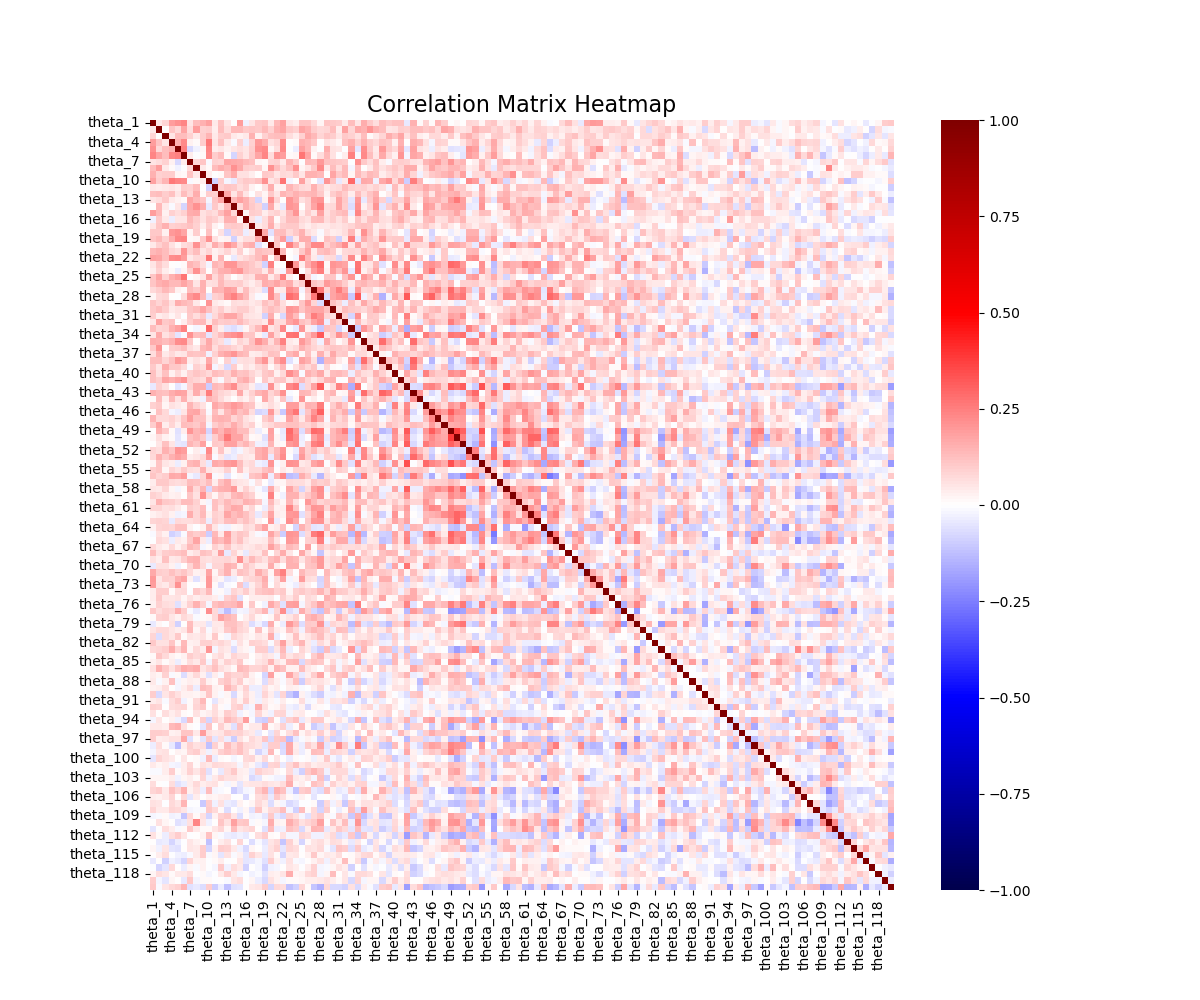 Correlation Matrix Heatmap
theta_1
theta_4
theta_7
theta_10
theta_13
theta_16
theta_19
theta_22
theta_25
theta_28
theta_31
theta_34
theta_37
theta_40
theta_43
theta_46
theta_49
theta_52
theta_55
theta_58
theta_61
theta_64
theta_67
theta_70
theta_73
theta_76
theta_79
theta_82
theta_85
theta_88
theta_91
theta_94
theta_97
theta_100
theta_103
theta_106
theta_109
theta_112
theta_115
theta_118
theta_1
theta_4
theta_7
theta_10
theta_13
theta_16
theta_19
theta_22
theta_25
theta_28
theta_31
theta_34
theta_37
theta_40
theta_43
theta_46
theta_49
theta_52
theta_55
theta_58
theta_61
theta_64
theta_67
theta_70
theta_73
theta_76
theta_79
theta_82
theta_85
theta_88
theta_91
theta_94
theta_97
theta_100
theta_103
theta_106
theta_109
theta_112
theta_115
theta_118
1.00
0.75
0.50
0.25
0.00
−0.25
−0.50
−0.75
−1.00